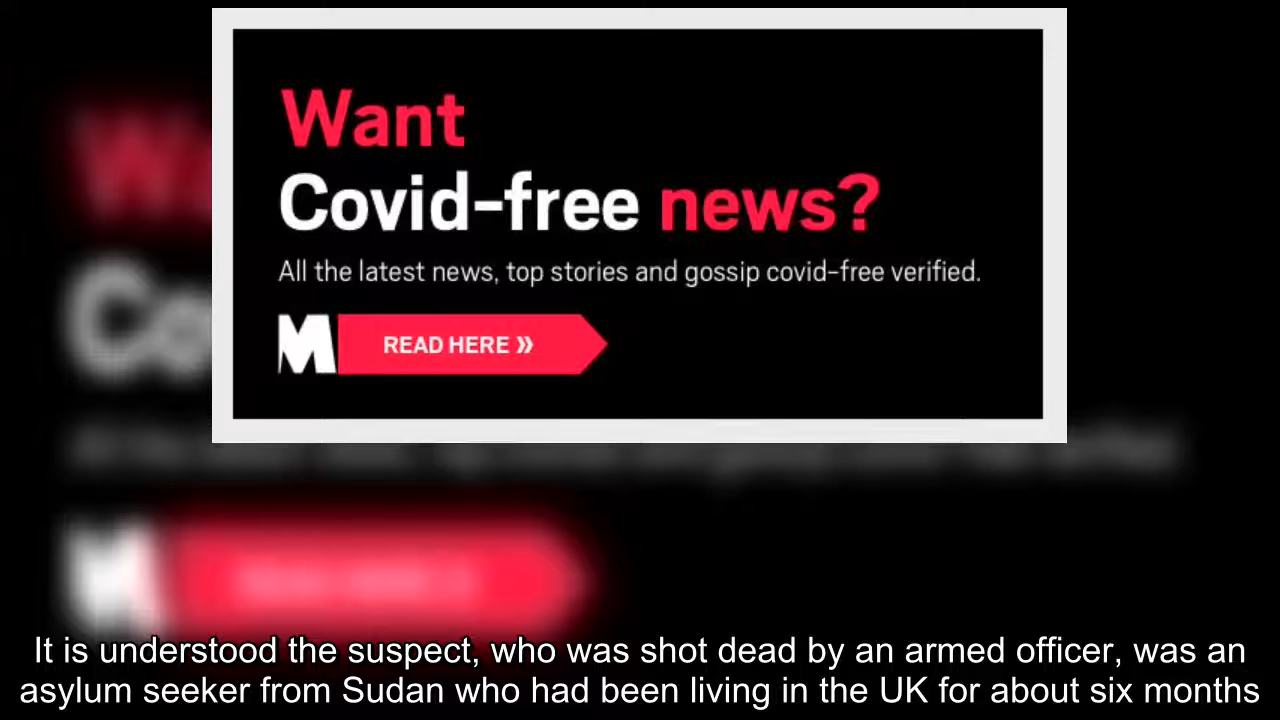 Want
Covid-free news?
All the latest news, top stories and gossip covid-free verified.
M READ HERE »
It is understood the suspect, who was shot dead by an armed officer, was an
asylum seeker from Sudan who had been living in the UK for about six months